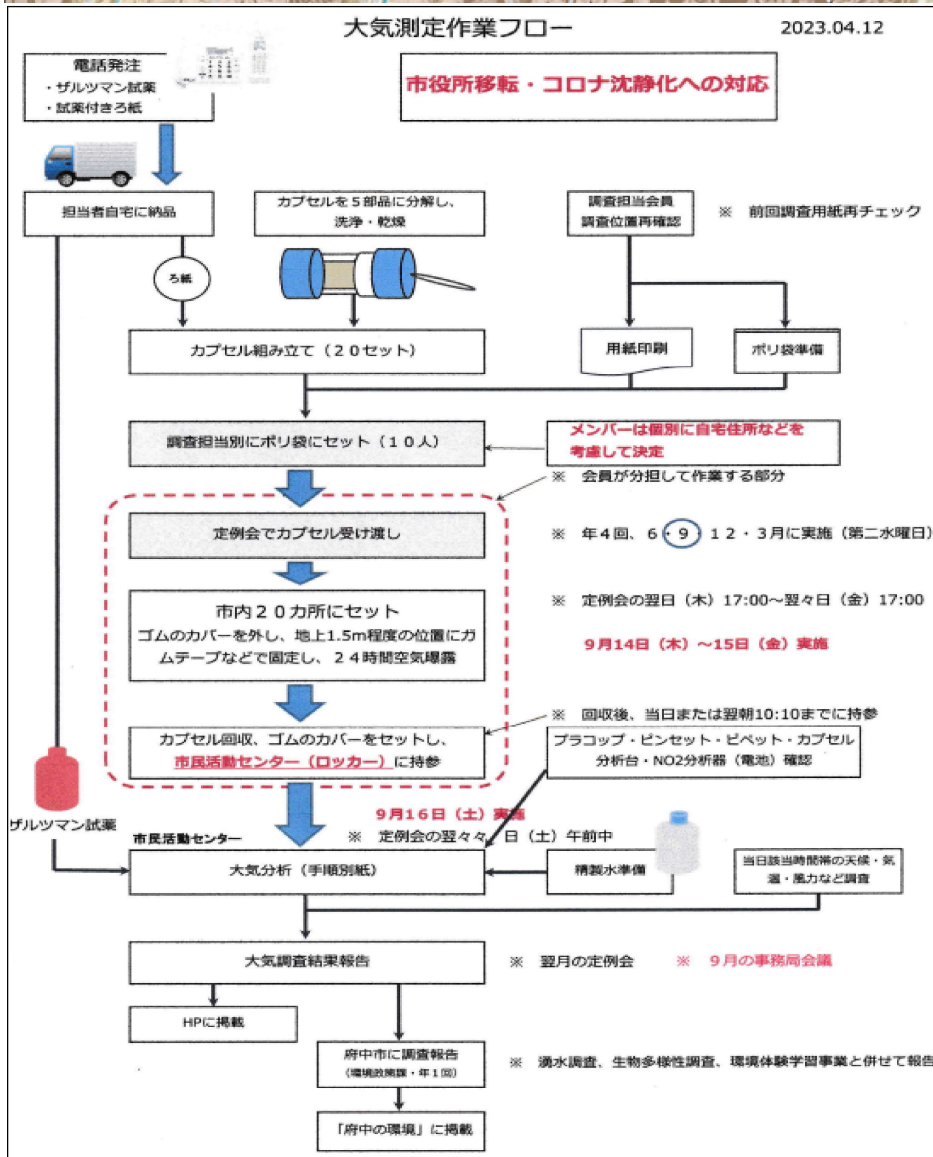 大気測定作業フロー
2023.04.12
電話発注
・ザルツマン試薬
・試薬付きろ紙
市役所移転・コロナ沈静化への対応
担当者自宅に納品
カプセルを5部品に分解し、
洗浄・乾燥
調査担当会員
調査位置再確認
※ 前回調査用紙再チェック
ろ紙
カプセル組み立て（２０セット）
用紙印刷
ポリ袋準備
調査担当別にポリ袋にセット（１０人）
メンバーは個別に自宅住所などを
考慮して決定
※ 会員が分担して作業する部分
定例会でカプセル受け渡し
※ 年４回、６・９ １２・３月に実施（第二水曜日）
市内２０カ所にセット
ゴムのカバーを外し、地上1.5m程度の位置にガ
ムテープなどで固定し、２４時間空気曝露
※ 定例会の翌日（木）17:00～翌々日（金）17:00
9月14日（木）～15日（金）実施
※ 回収後、当日または翌朝10:10までに持参
カプセル回収、ゴムのカバーをセットし、
市民活動センター（ロッカー）に持参
プラコップ・ピンセット・ピペット・カプセル
分析台・NO2分析器（電池）確認
ザルツマン試薬
9月16日（土）実施
市民活動センター
※ 定例会の翌々々 日（土）午前中
大気分析（手順別紙）
精製水準備
当日該当時間帯の天候・気
温・風力など調査
大気調査結果報告
※ 翌月の定例会
※ ９月の事務局会議
HPに掲載
府中市に調査報告
（環境政策課・年１回）
※ 湧水調査、生物多様性調査、環境体験学習事業と併せて報告
「府中の環境」に掲載